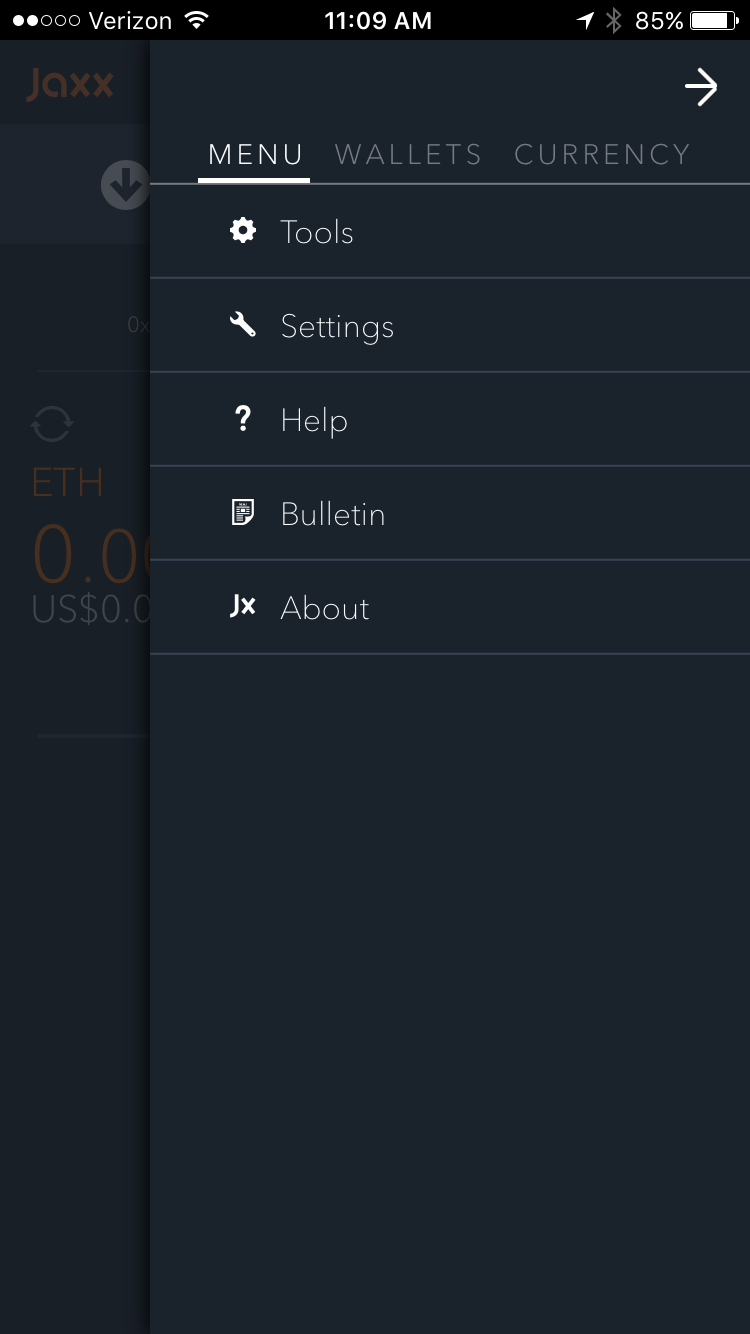 Verizon 11:09 AM 85%
Jaxx
MENU WALLETS CURRENCY
Tools
Settings
0x
Help
ETH
Bulletin
0.0
US$0.0
Jx About